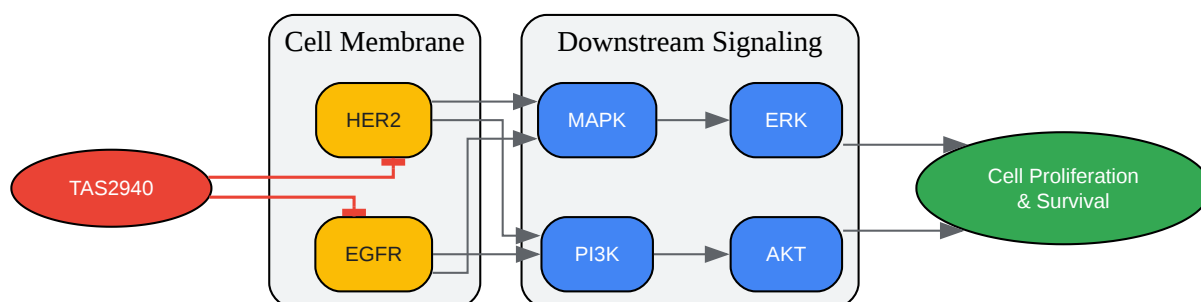 Cell Membrane
Downstream Signaling
HER2
MAPK
ERK
TAS2940
Cell Proliferation
& Survival
EGFR
PI3K
AKT